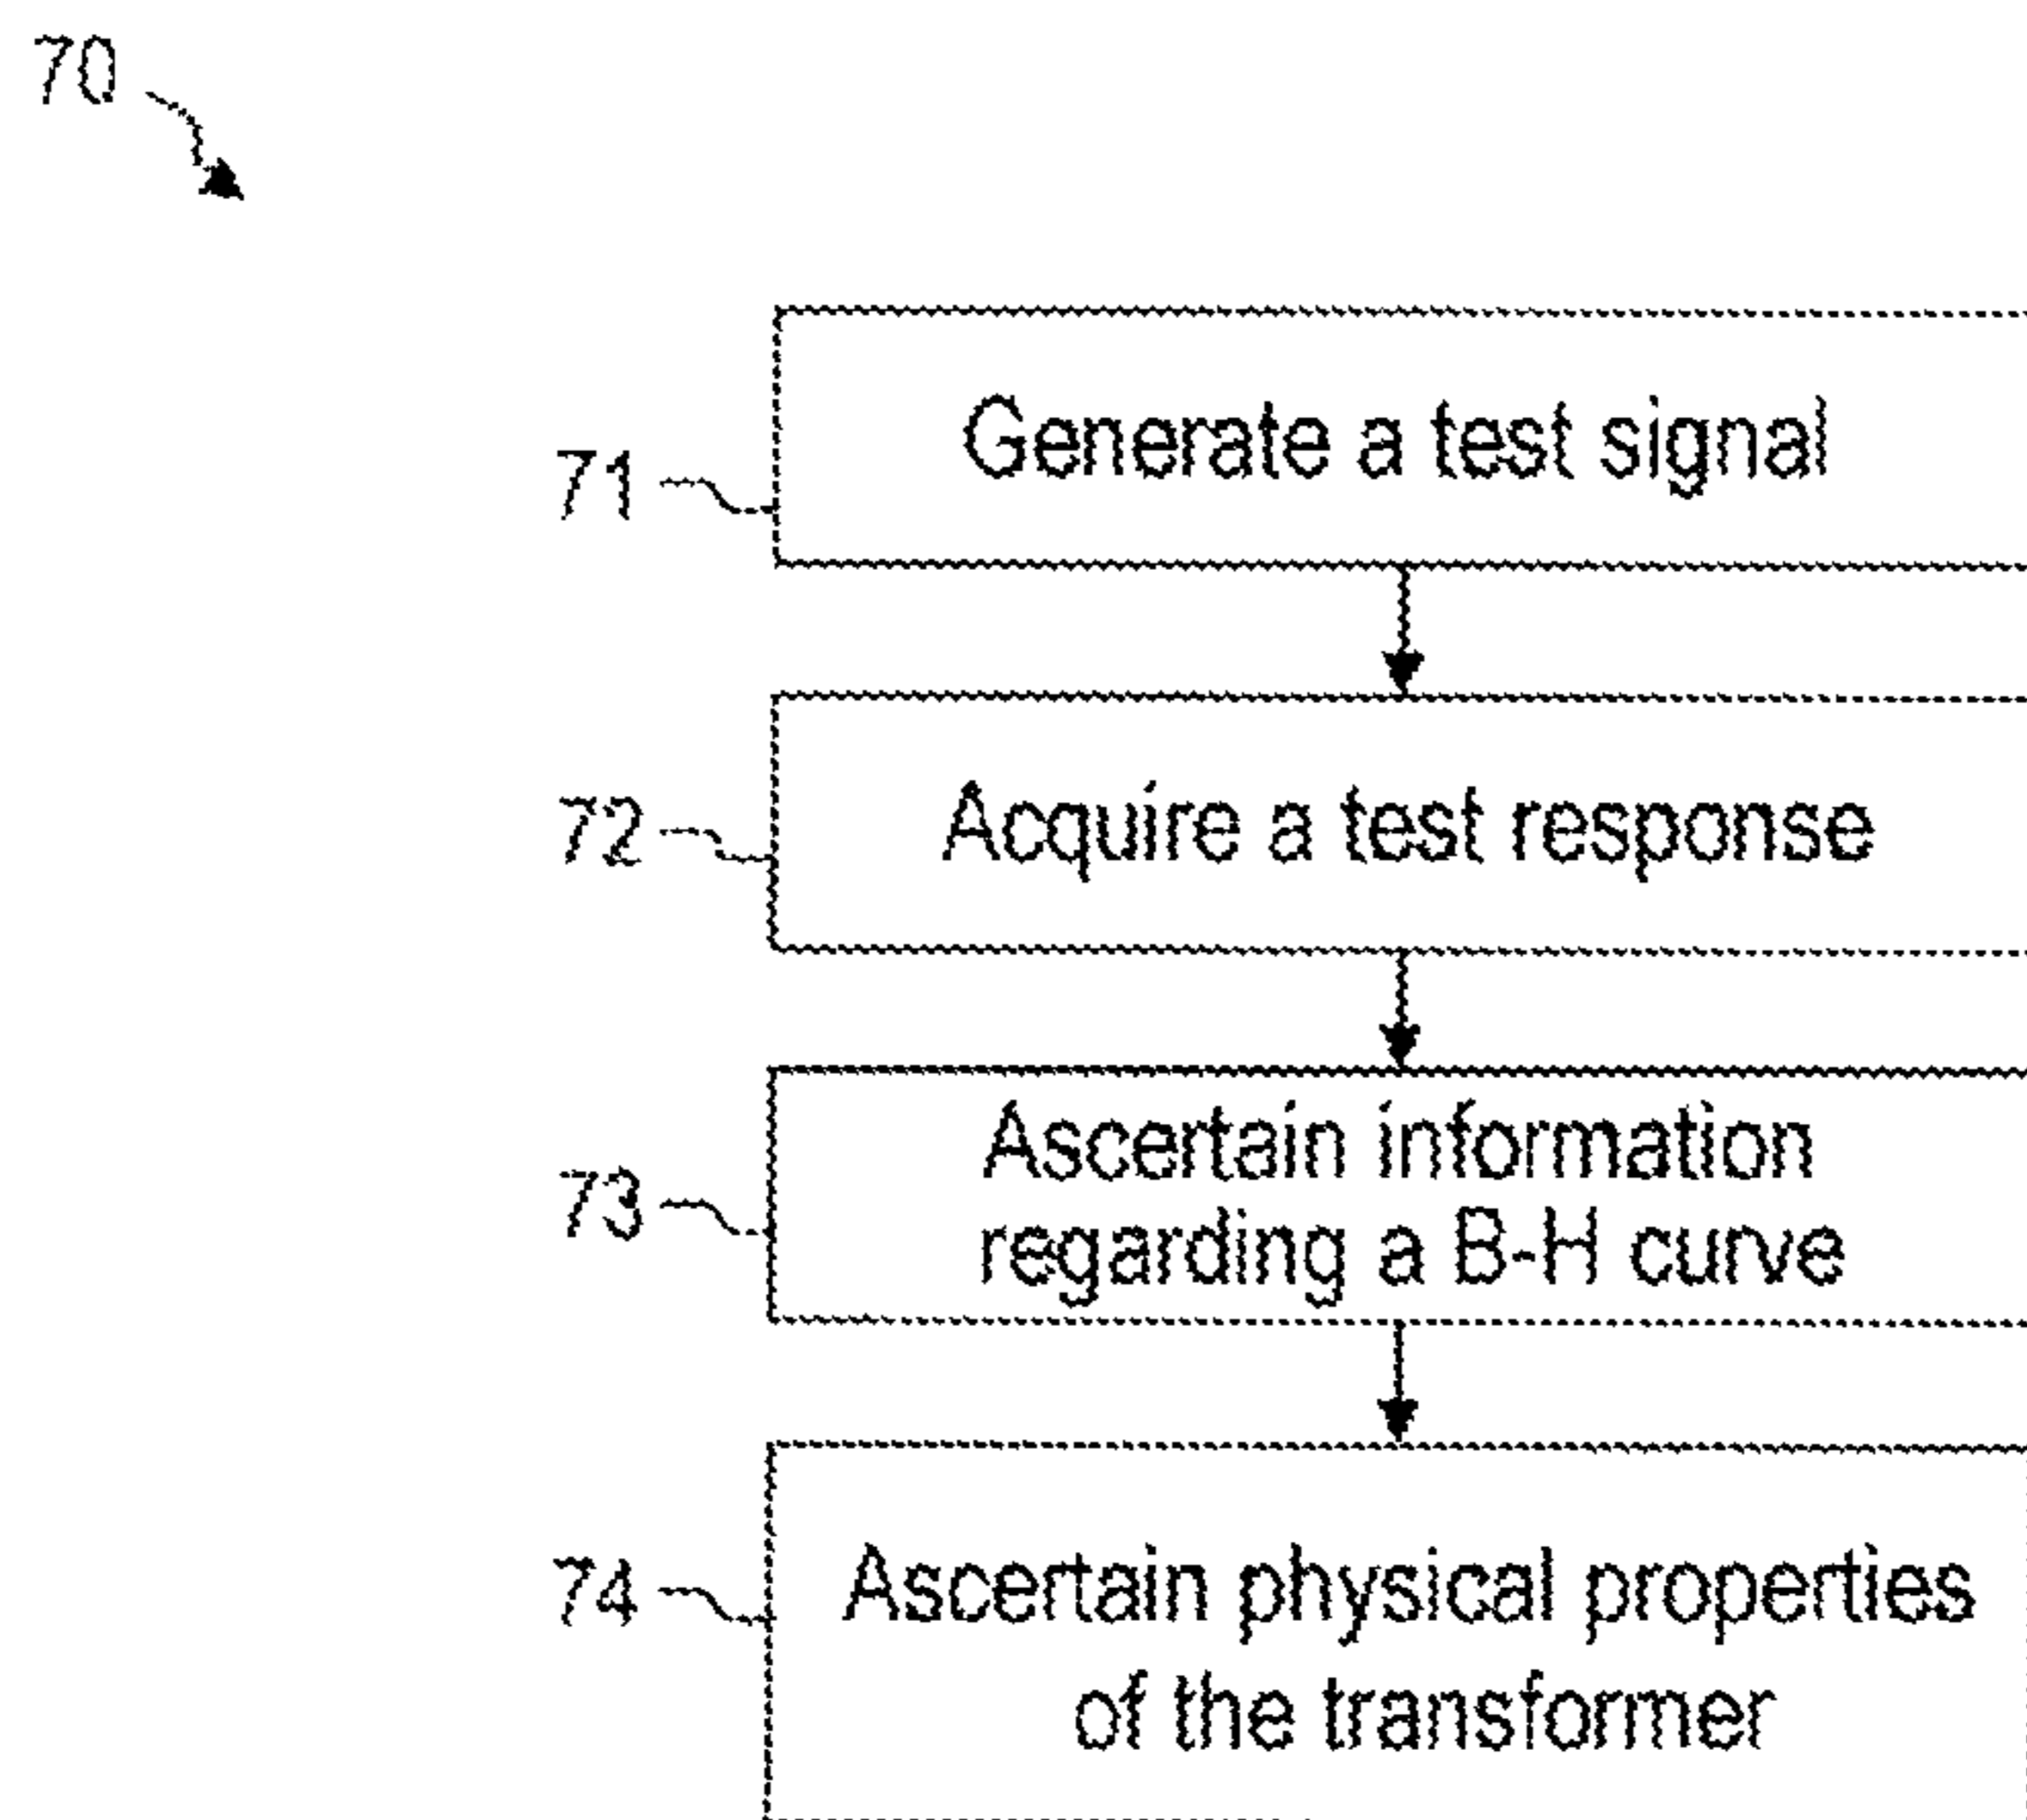 70
71
Generate a test signal
72
Acquire a test response
73
Ascertain information
regarding a B-H curve
74
Ascertain physical properties
of the transformer